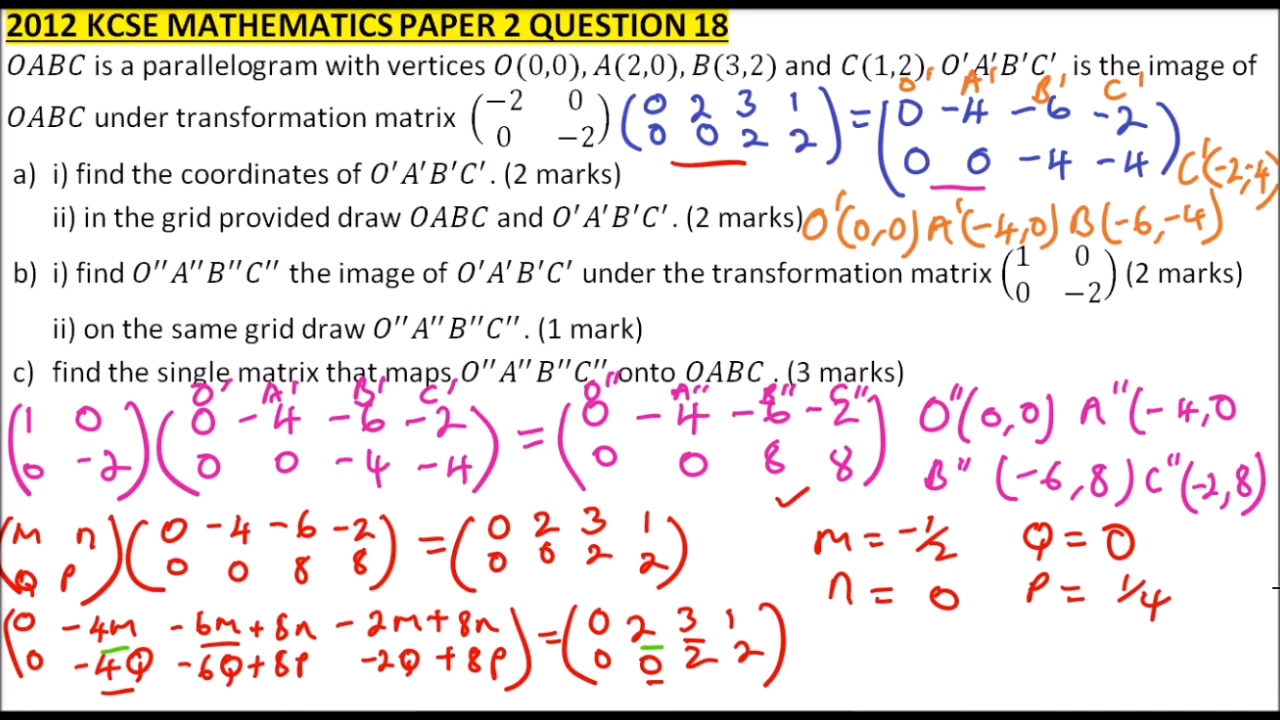 2012 KCSE MATHEMATICS PAPER 2 QUESTION 18
OABC is a parallelogram with vertices O(0,0), A(2,0), B(3,2) and C(1,2). O′A′B′C′ is the image of
O' A' B' C'
OABC under transformation matrix (−2 0 (0 2 3 1 = (0 -4 -6 -2
0 −2) 0 0 2 2) 0 0 -4 -4)
C'(-2,-4)
a) i) find the coordinates of O′A′B′C′. (2 marks)
ii) in the grid provided draw OABC and O′A′B′C′. (2 marks) O'(0,0) A'(-4,0) B(-6,-4)
b) i) find O′′A′′B′′C′′ the image of O′A′B′C′ under the transformation matrix (1 0 (2 marks)
0 −2)
ii) on the same grid draw O′′A′′B′′C′′. (1 mark)
c) find the single matrix that maps O′′A′′B′′C′′ onto OABC. (3 marks)
O' A' B' C' O'' A'' B'' C''
(1 0 (0 -4 -6 -2 = (0 -4 -6 -2 O''(0,0) A''(-4,0
0 -2) 0 0 -4 -4) 0 0 8 8) B''(-6,8) C''(-2,8)
✓
(M n (0 -4 -6 -2 = (0 2 3 1 m = -1/2 Q = 0
Q P) 0 0 8 8) 0 0 2 2) n = 0 P = 1/4
(0 -4m -6m+8n -2m+8n = (0 2 3 1
0 -4Q -6Q+8P -2Q+8P) 0 0 2 2)